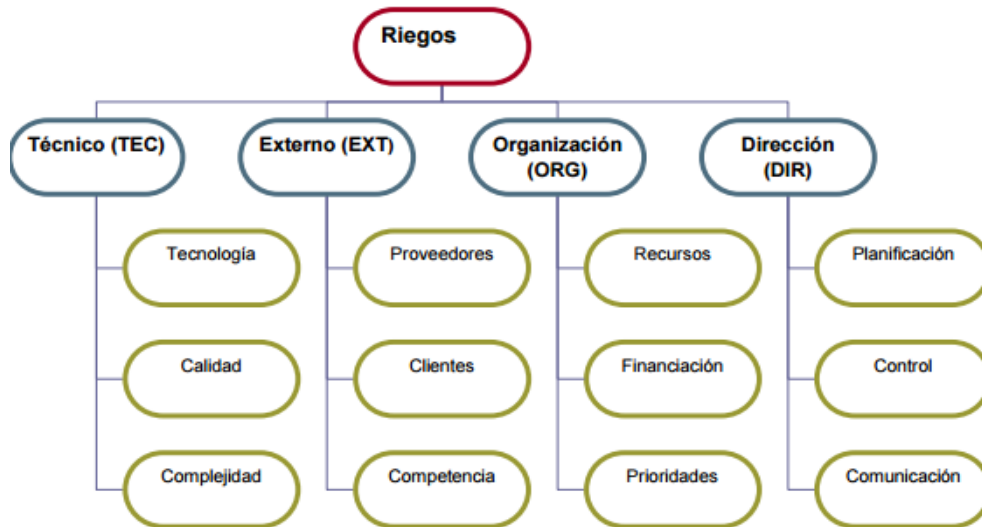 Riegos
Técnico (TEC)
Externo (EXT)
Organización
(ORG)
Dirección
(DIR)
Tecnología
Proveedores
Recursos
Planificación
Calidad
Clientes
Financiación
Control
Complejidad
Competencia
Prioridades
Comunicación